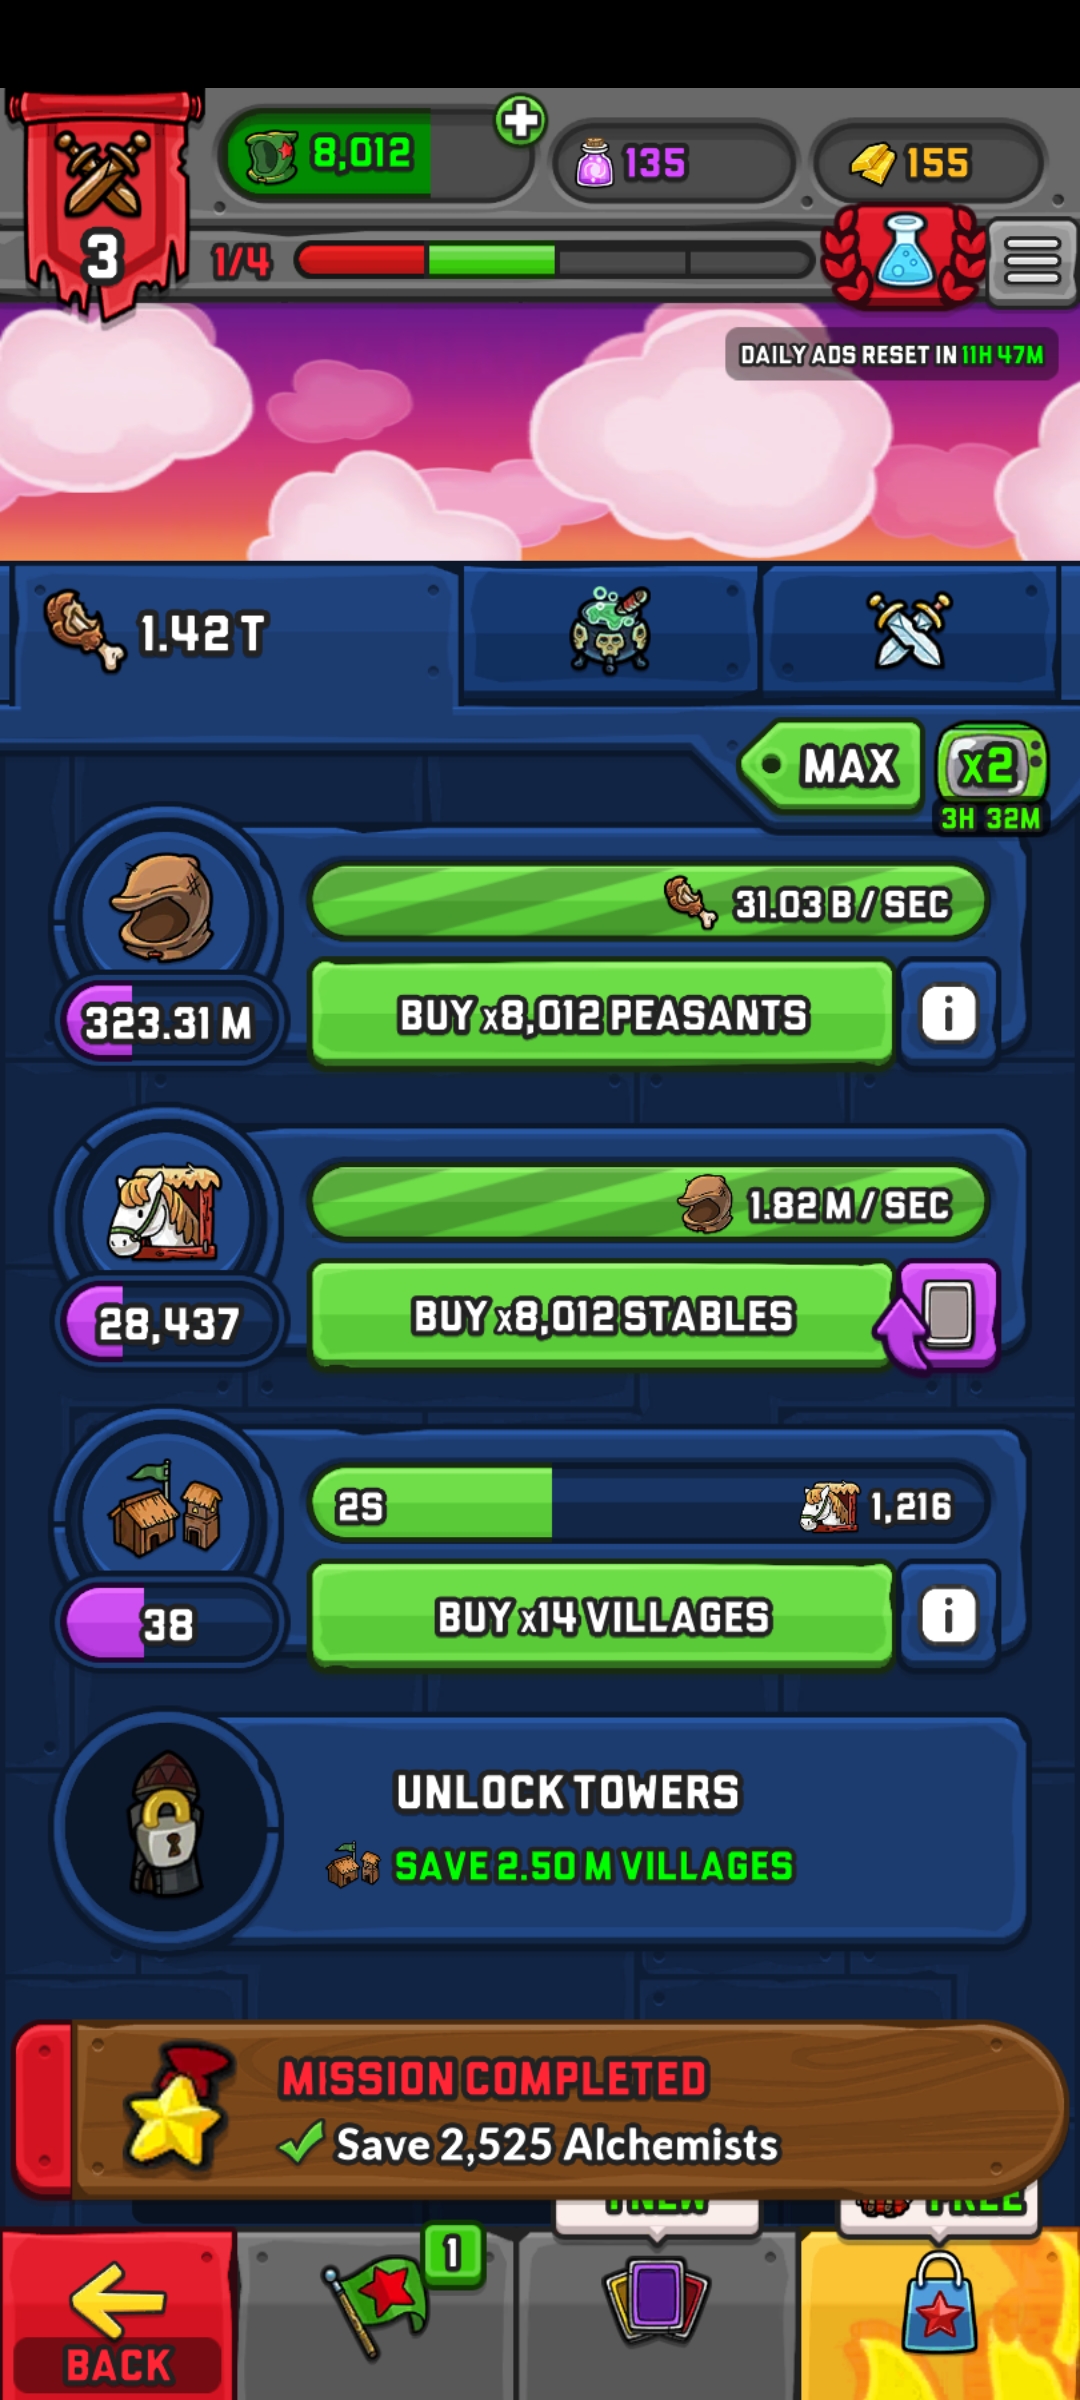 8,012
135
155
3
1/4
DAILY ADS RESET IN 11H 47M
1.42 T
MAX
x2
3H 32M
31.03 B / SEC
BUY x8,012 PEASANTS
323.31 M
1.82 M / SEC
BUY x8,012 STABLES
28,437
2S
1,216
BUY x14 VILLAGES
38
UNLOCK TOWERS
SAVE 2.50 M VILLAGES
MISSION COMPLETED
Save 2,525 Alchemists
FREE
1
BACK